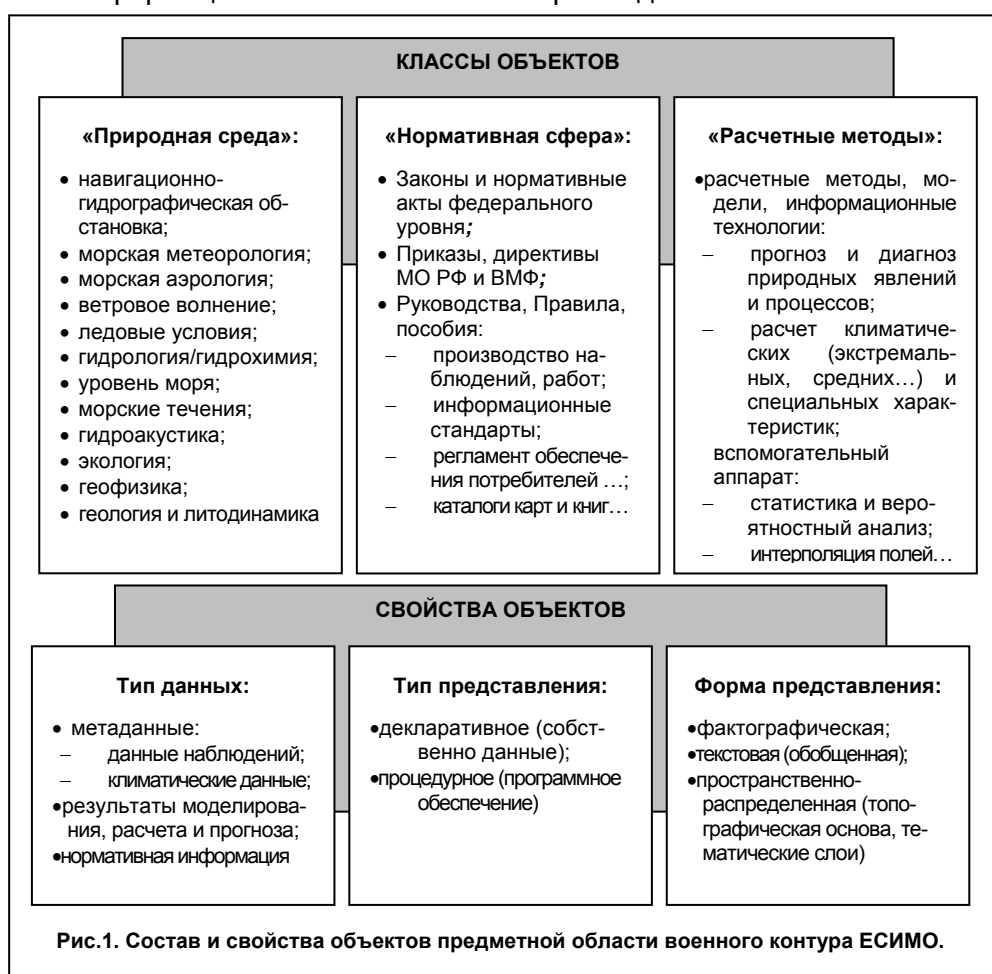 КЛАССЫ ОБЪЕКТОВ
«Природная среда»:
• навигационно-
гидрографическая об-
становка;
• морская метеорология;
• морская аэрология;
• ветровое волнение;
• ледовые условия;
• гидрология/гидрохимия;
• уровень моря;
• морские течения;
• гидроакустика;
• экология;
• геофизика;
• геология и литодинамика
«Нормативная сфера»:
• Законы и нормативные
акты федерального
уровня;
• Приказы, директивы
МО РФ и ВМФ;
• Руководства, Правила,
пособия:
– производство на-
блюдений, работ;
– информационные
стандарты;
– регламент обеспече-
ния потребителей …;
– каталоги карт и книг…
«Расчетные методы»:
•расчетные методы, мо-
дели, информационные
технологии:
– прогноз и диагноз
природных явлений
и процессов;
– расчет климатиче-
ских (экстремаль-
ных, средних…) и
специальных харак-
теристик;
вспомогательный
аппарат:
– статистика и веро-
ятностный анализ;
– интерполяция полей…
СВОЙСТВА ОБЪЕКТОВ
Тип данных:
• метаданные:
– данные наблюдений;
– климатические данные;
•результаты моделирова-
ния, расчета и прогноза;
•нормативная информация
Тип представления:
•декларативное (собст-
венно данные);
•процедурное (программное
обеспечение)
Форма представления:
•фактографическая;
•текстовая (обобщенная);
•пространственно-
распределенная (топо-
графическая основа, те-
матические слои)
Рис.1. Состав и свойства объектов предметной области военного контура ЕСИМО.